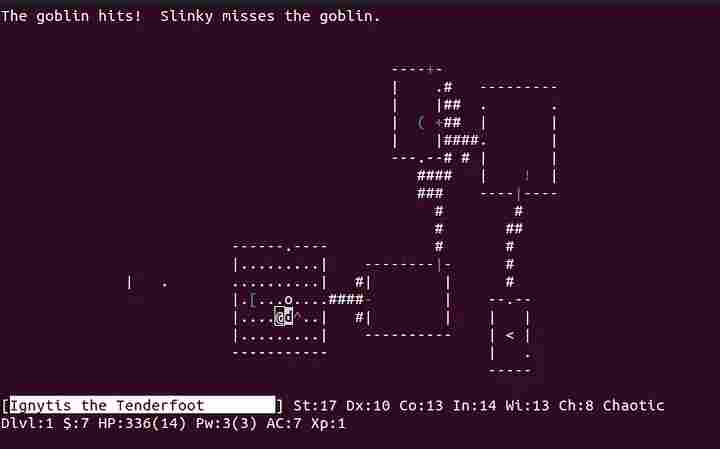 The goblin hits!  Slinky misses the goblin.
                                           ----+-
                                           |    .#   ---------
                                           |    |##  .       .
                                           |  ( +##  |       |
                                           |    |####.       |
                                           ---.--# # |       |
                                              ####   |    !  |
                                              ###    ----|----
                                                #        #
                                                #       ##
                         ------.----            #       #
                         |.........|    --------|-      #
             |   .       ..........|   #|        |      #
                         |.[...o....####-        |    --.--
                         |....@d^..|   #|        |    |   |
                         |.........|    ----------    | < |
                         -----------                  |   .
                                                      -----
[Ignytis the Tenderfoot        ] St:17 Dx:10 Co:13 In:14 Wi:13 Ch:8 Chaotic
Dlvl:1 $:7 HP:336(14) Pw:3(3) AC:7 Xp:1